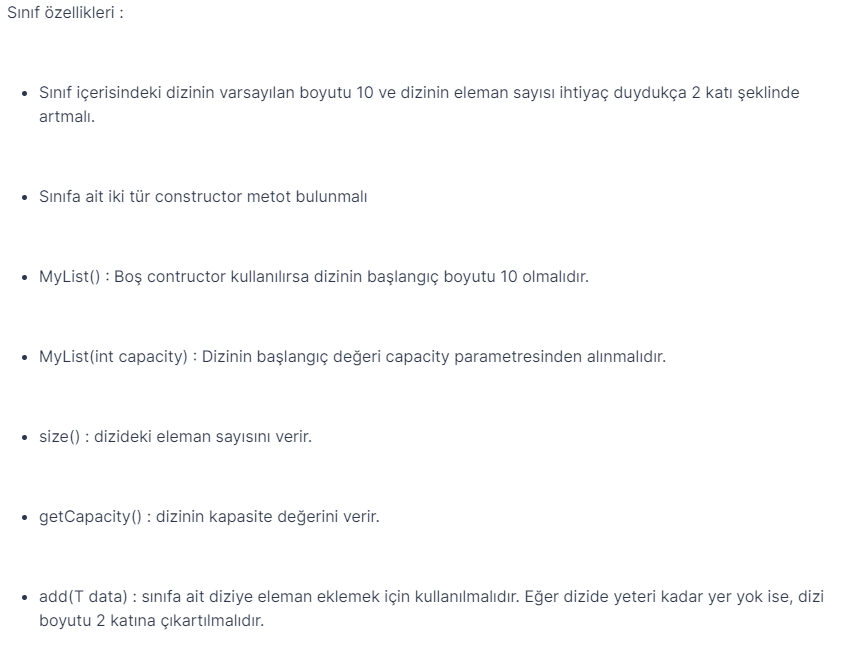 Sınıf özellikleri :
• Sınıf içerisindeki dizinin varsayılan boyutu 10 ve dizinin eleman sayısı ihtiyaç duydukça 2 katı şeklinde
artmalı.
• Sınıfa ait iki tür constructor metot bulunmalı
• MyList() : Boş contructor kullanılırsa dizinin başlangıç boyutu 10 olmalıdır.
• MyList(int capacity) : Dizinin başlangıç değeri capacity parametresinden alınmalıdır.
• size() : dizideki eleman sayısını verir.
• getCapacity() : dizinin kapasite değerini verir.
• add(T data) : sınıfa ait diziye eleman eklemek için kullanılmalıdır. Eğer dizide yeteri kadar yer yok ise, dizi
boyutu 2 katına çıkartılmalıdır.